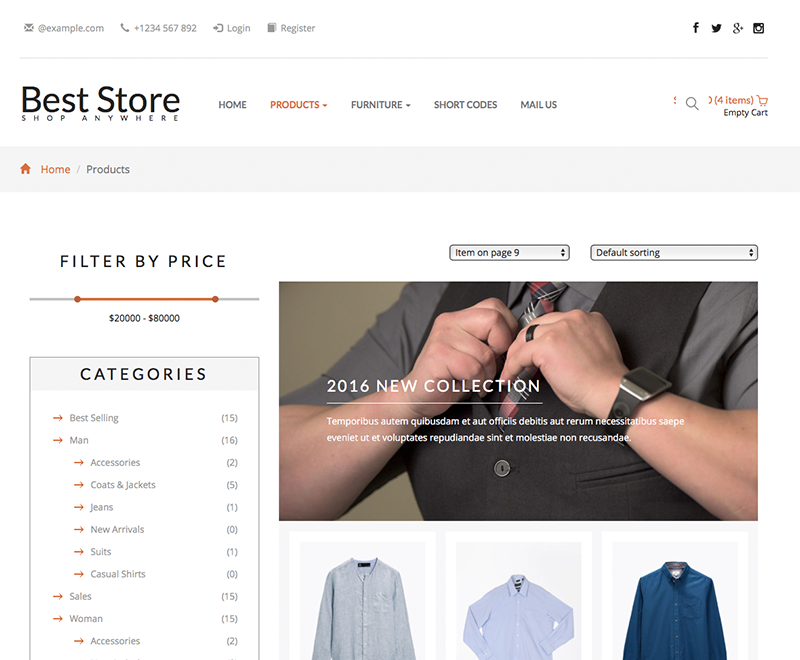 @example.com +1234 567 892 Login Register
Best Store
SHOP ANYWHERE
HOME PRODUCTS FURNITURE SHORT CODES MAIL US
(4 items)
Empty Cart
Home / Products
FILTER BY PRICE
$20000 - $80000
CATEGORIES
Best Selling (15)
Man (16)
Accessories (2)
Coats & Jackets (5)
Jeans (1)
New Arrivals (0)
Suits (1)
Casual Shirts (0)
Sales (15)
Woman (15)
Accessories (2)
Item on page 9 Default sorting
2016 NEW COLLECTION
Temporibus autem quibusdam et aut officiis debitis aut rerum necessitatibus saepe
eveniet ut et voluptates repudiandae sint et molestiae non recusandae.